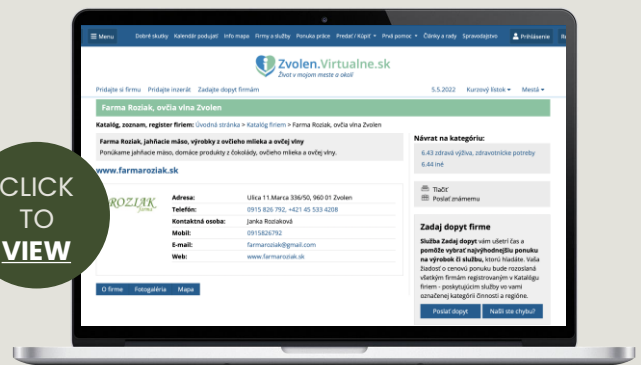 Menu
Dobré skutky Kalendár podujatí Info mapa Firmy a služby Ponuka práce Predať / Kúpiť Prvá pomoc Články a rady Spravodajstvo Prihlásenie
Zvolen.Virtualne.sk
Život v mojom meste a okolí
Pridajte si firmu Pridajte inzerát Zadajte dopyt firmám 5.5.2022 Kurzový lístok Mestá
Farma Roziak, ovčia vlna Zvolen
Katalóg, zoznam, register firiem: Úvodná stránka > Katalóg firiem > Farma Roziak, ovčia vlna Zvolen
Farma Roziak, jahňacie mäso, výrobky z ovčieho mlieka a ovčej vlny
Ponúkame jahňacie mäso, domáce produkty z čokolády, ovčieho mlieka a ovčej vlny.
www.farmaroziak.sk
ROZIAK
farma
Adresa: Ulica 11.Marca 336/50, 960 01 Zvolen
Telefón: 0915 826 792, +421 45 533 4208
Kontaktná osoba: Janka Roziaková
Mobil: 0915826792
E-mail: farmaroziak@gmail.com
Web: www.farmaroziak.sk
O firme Fotogaléria Mapa
Návrat na kategóriu:
6.43 zdravá výživa, zdravotnícke potreby
6.44 iné
Tlačiť
Poslať známemu
Zadaj dopyt firme
Služba Zadaj dopyt vám ušetrí čas a
pomôže vybrať najvýhodnejšiu ponuku
na výrobok či službu, ktorú hľadáte. Vaša
žiadosť o cenovú ponuku bude rozoslaná
všetkým firmám registrovaným v Katalógu
firiem - poskytujúcim služby vo vami
označenej kategórii činnosti a regióne.
Poslať dopyt Našli ste chybu?
CLICK
TO
VIEW